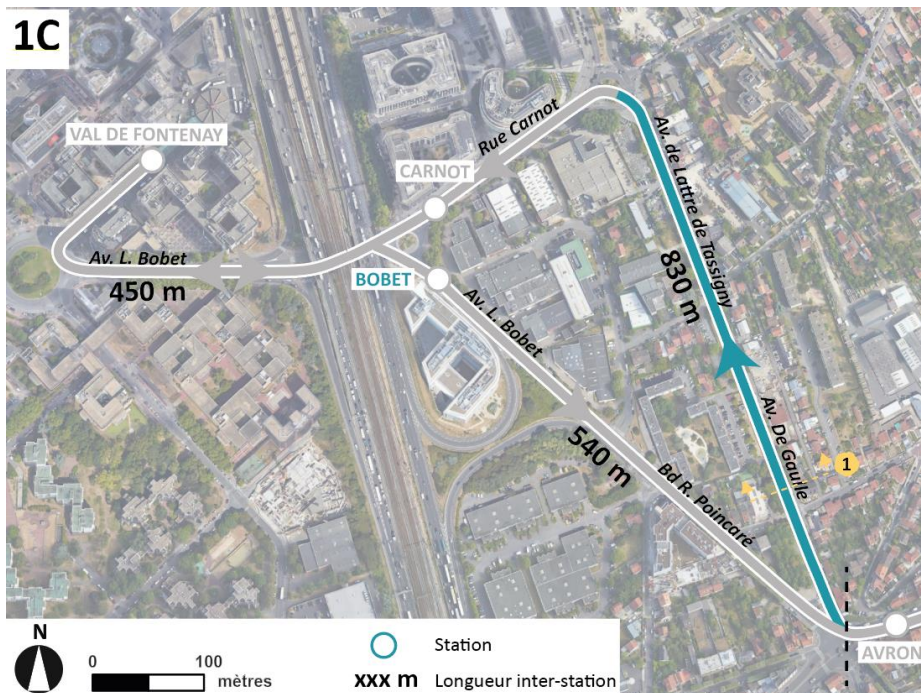 1C
VAL DE FONTENAY
CARNOT
Rue Carnot
Av. de Lattre de Tassigny
Av. L. Bobet
450 m
BOBET
Av. L. Bobet
830 m
Av. De Gaulle
1
540 m
Bd R. Poincaré
AVRON
N
0 100
mètres
Station
xxx m Longueur inter-station